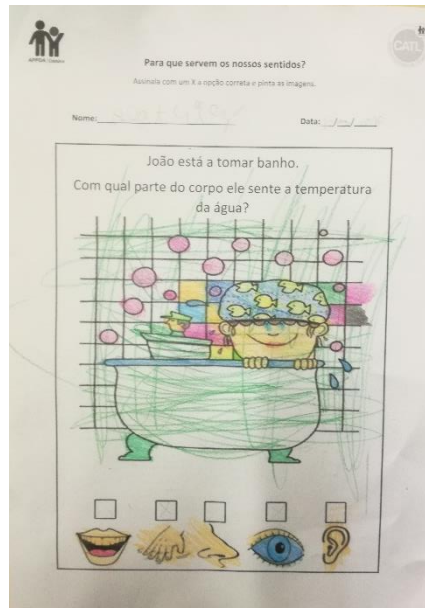 CATL
Para que servem os nossos sentidos?
Assinala com um X a opção correta e pinta as imagens.
Nome:
Data:
João está a tomar banho.
Com qual parte do corpo ele sente a temperatura
da água?